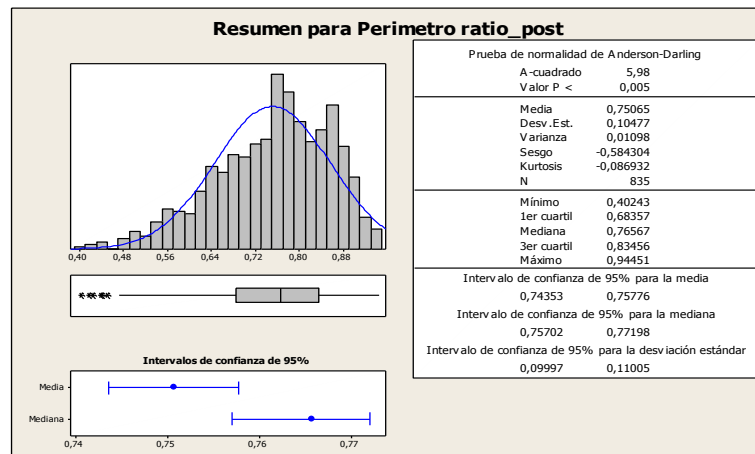 Resumen para Perimetro ratio_post
0,40 0,48 0,56 0,64 0,72 0,80 0,88
Intervalos de confianza de 95%
Media
Mediana
0,74 0,75 0,76 0,77
Prueba de normalidad de Anderson-Darling
A-cuadrado 5,98
Valor P < 0,005
Media 0,75065
Desv.Est. 0,10477
Varianza 0,01098
Sesgo -0,584304
Kurtosis -0,086932
N 835
Mínimo 0,40243
1er cuartil 0,68357
Mediana 0,76567
3er cuartil 0,83456
Máximo 0,94451
Intervalo de confianza de 95% para la media
0,74353 0,75776
Intervalo de confianza de 95% para la mediana
0,75702 0,77198
Intervalo de confianza de 95% para la desviación estándar
0,09997 0,11005